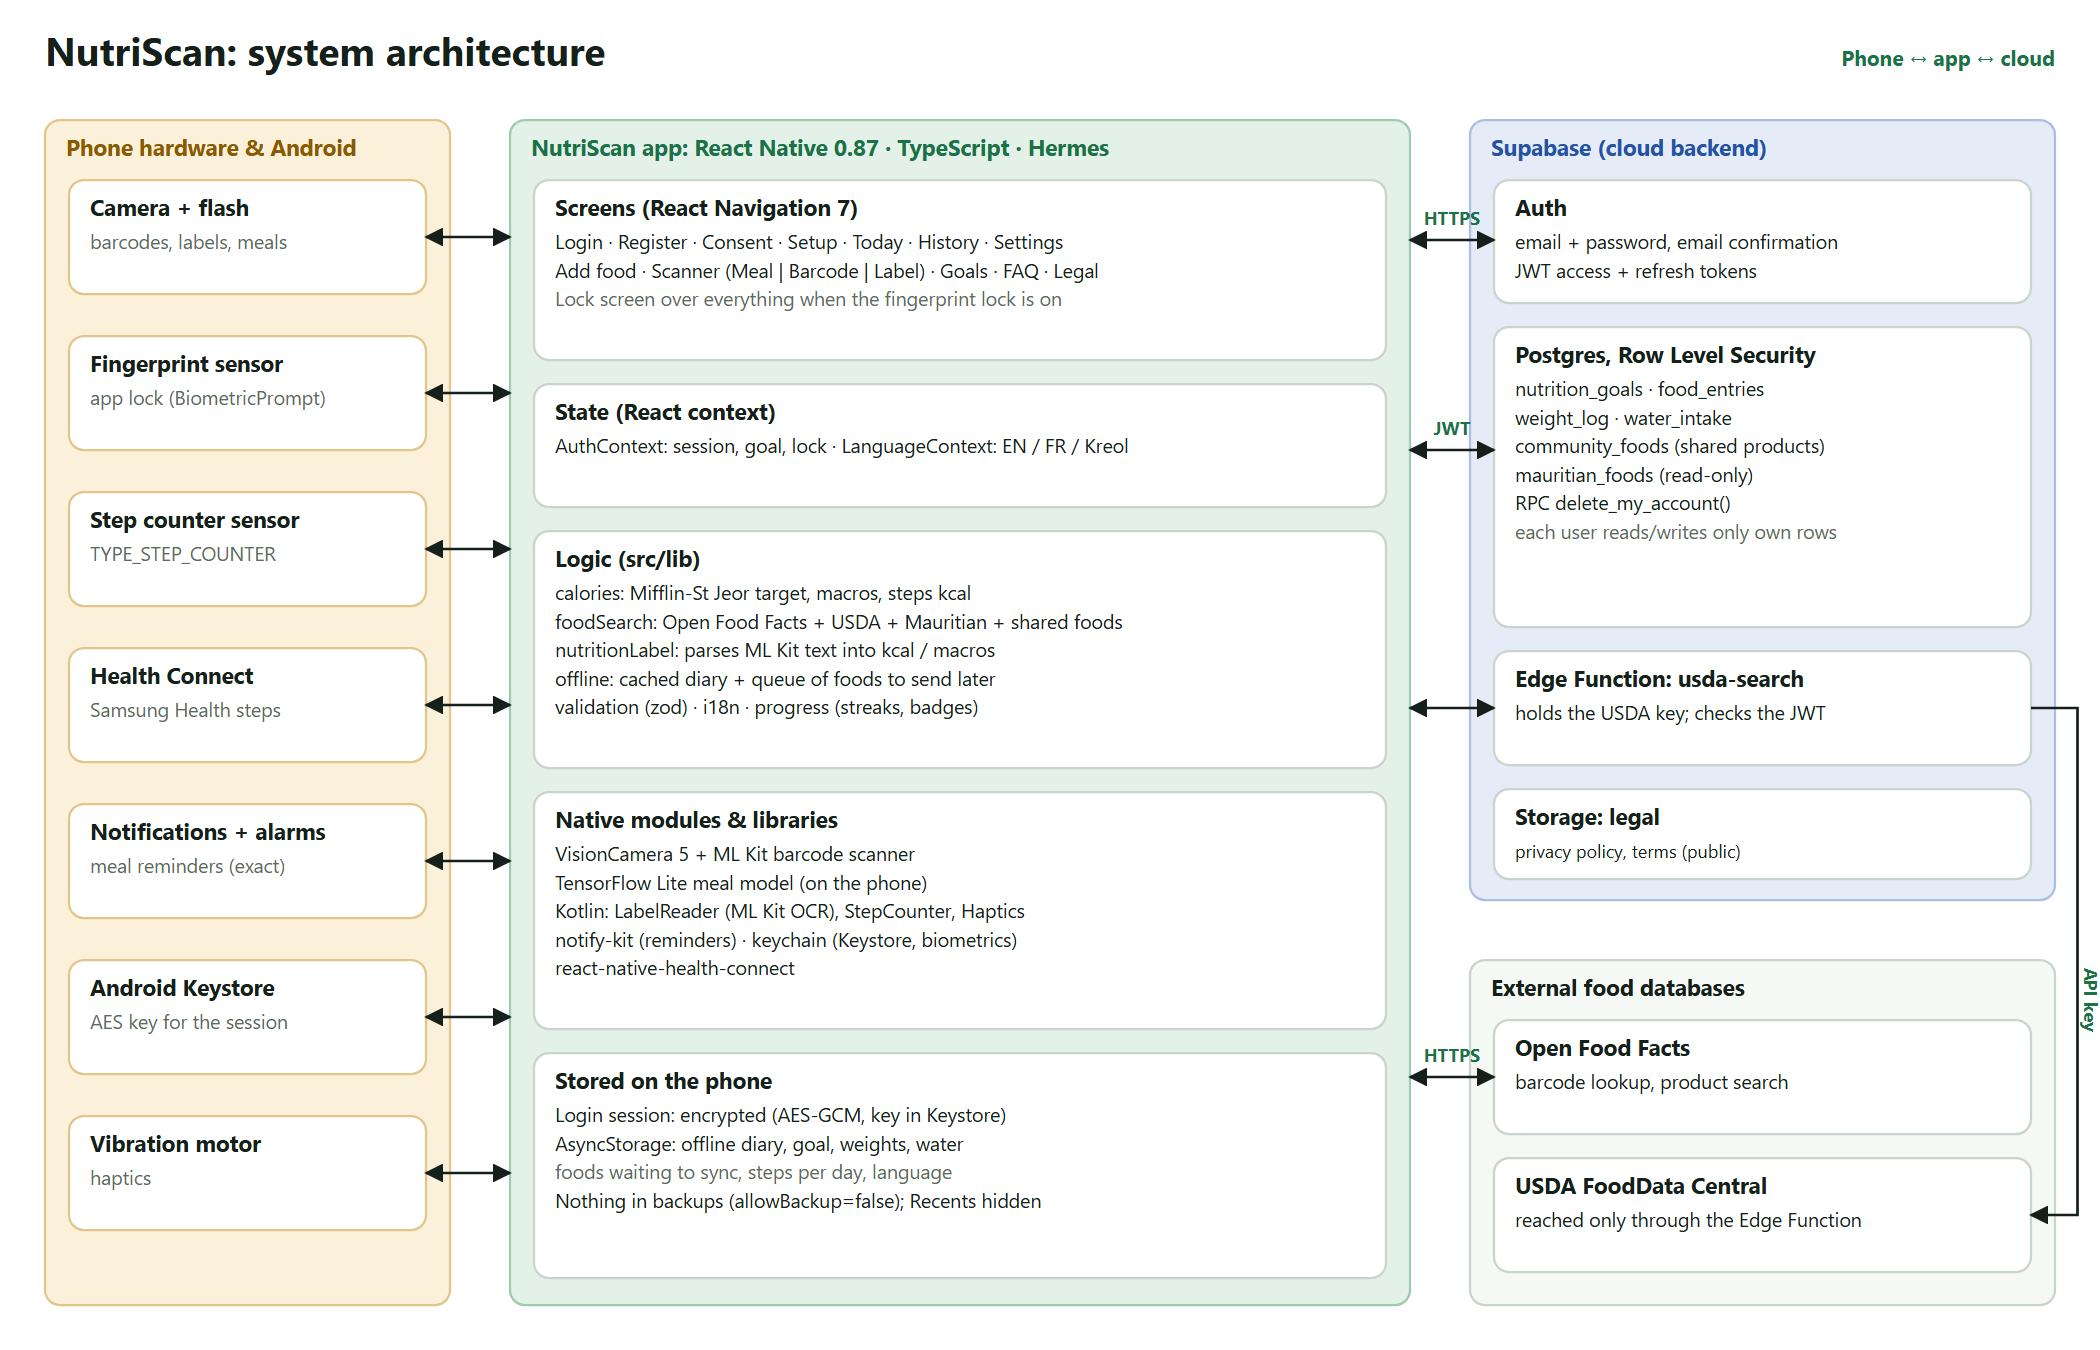 NutriScan: system architecture
Phone ↔ app ↔ cloud
Phone hardware & Android
Camera + flash
barcodes, labels, meals
Fingerprint sensor
app lock (BiometricPrompt)
Step counter sensor
TYPE_STEP_COUNTER
Health Connect
Samsung Health steps
Notifications + alarms
meal reminders (exact)
Android Keystore
AES key for the session
Vibration motor
haptics
NutriScan app: React Native 0.87 · TypeScript · Hermes
Screens (React Navigation 7)
Login · Register · Consent · Setup · Today · History · Settings
Add food · Scanner (Meal | Barcode | Label) · Goals · FAQ · Legal
Lock screen over everything when the fingerprint lock is on
State (React context)
AuthContext: session, goal, lock · LanguageContext: EN / FR / Kreol
Logic (src/lib)
calories: Mifflin-St Jeor target, macros, steps kcal
foodSearch: Open Food Facts + USDA + Mauritian + shared foods
nutritionLabel: parses ML Kit text into kcal / macros
offline: cached diary + queue of foods to send later
validation (zod) · i18n · progress (streaks, badges)
Native modules & libraries
VisionCamera 5 + ML Kit barcode scanner
TensorFlow Lite meal model (on the phone)
Kotlin: LabelReader (ML Kit OCR), StepCounter, Haptics
notify-kit (reminders) · keychain (Keystore, biometrics)
react-native-health-connect
Stored on the phone
Login session: encrypted (AES-GCM, key in Keystore)
AsyncStorage: offline diary, goal, weights, water
foods waiting to sync, steps per day, language
Nothing in backups (allowBackup=false); Recents hidden
HTTPS
JWT
HTTPS
Supabase (cloud backend)
Auth
email + password, email confirmation
JWT access + refresh tokens
Postgres, Row Level Security
nutrition_goals · food_entries
weight_log · water_intake
community_foods (shared products)
mauritian_foods (read-only)
RPC delete_my_account()
each user reads/writes only own rows
Edge Function: usda-search
holds the USDA key; checks the JWT
Storage: legal
privacy policy, terms (public)
API key
External food databases
Open Food Facts
barcode lookup, product search
USDA FoodData Central
reached only through the Edge Function